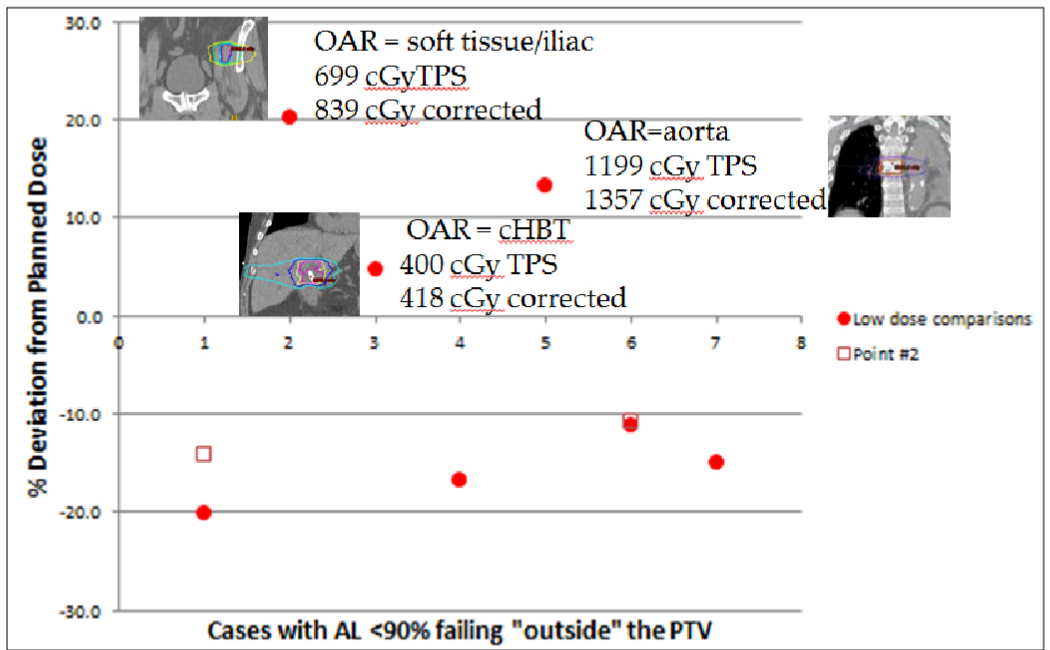 30.0
20.0
10.0
0.0
-10.0
-20.0
-30.0
% Deviation from Planned Dose
0 1 2 3 4 5 6 7 8
Cases with AL <90% failing "outside" the PTV
OAR = soft tissue/iliac
699 cGyTPS
839 cGy corrected
OAR=aorta
1199 cGy TPS
1357 cGy corrected
OAR = cHBT
400 cGy TPS
418 cGy corrected
Low dose comparisons
Point #2